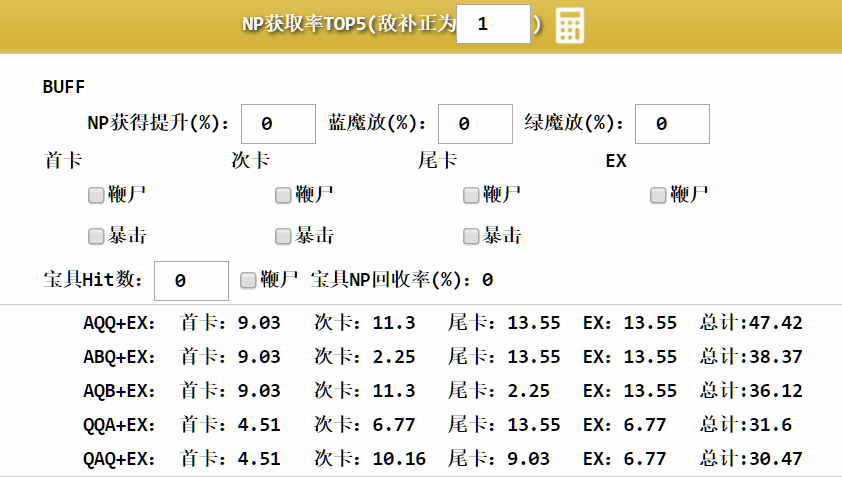 NP获取率TOP5(敌补正为 1 )
BUFF
NP获得提升(%): 0 蓝魔放(%): 0 绿魔放(%): 0
首卡 次卡 尾卡 EX
鞭尸 鞭尸 鞭尸 鞭尸
暴击 暴击 暴击
宝具Hit数: 0 鞭尸 宝具NP回收率(%):0
AQQ+EX: 首卡:9.03 次卡:11.3 尾卡:13.55 EX:13.55 总计:47.42
ABQ+EX: 首卡:9.03 次卡:2.25 尾卡:13.55 EX:13.55 总计:38.37
AQB+EX: 首卡:9.03 次卡:11.3 尾卡:2.25 EX:13.55 总计:36.12
QQA+EX: 首卡:4.51 次卡:6.77 尾卡:13.55 EX:6.77 总计:31.6
QAQ+EX: 首卡:4.51 次卡:10.16 尾卡:9.03 EX:6.77 总计:30.47